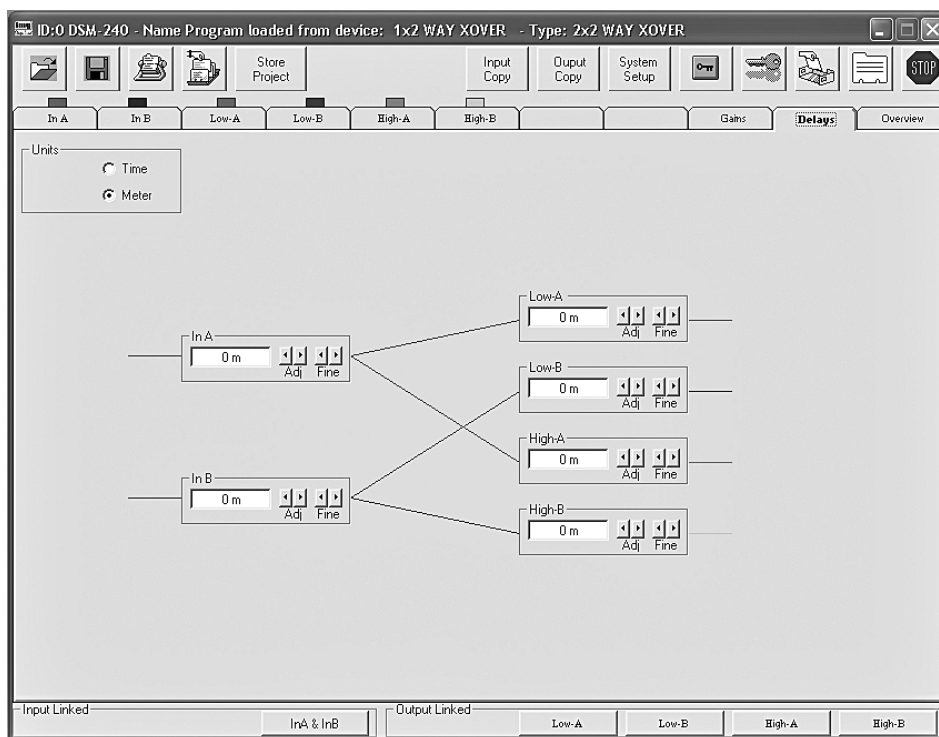 ID:0 DSM-240 - Name Program loaded from device: 1x2 WAY XOVER - Type: 2x2 WAY XOVER
Store Project
Input Copy
Ouput Copy
System Setup
STOP
In A
In B
Low-A
Low-B
High-A
High-B
Gains
Delays
Overview
Units
Time
Meter
Low-A
0 m
Adj Fine
In A
0 m
Adj Fine
Low-B
0 m
Adj Fine
High-A
0 m
Adj Fine
In B
0 m
Adj Fine
High-B
0 m
Adj Fine
Input Linked
InA & InB
Output Linked
Low-A
Low-B
High-A
High-B